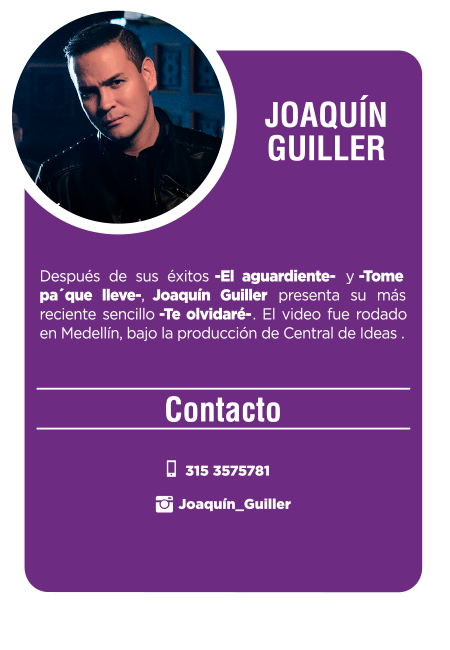 JOAQUÍN
GUILLER
Después de sus éxitos -El aguardiente- y -Tome
pa´que lleve-, Joaquín Guiller presenta su más
reciente sencillo -Te olvidaré-. El video fue rodado
en Medellín, bajo la producción de Central de Ideas .
Contacto
315 3575781
Joaquín_Guiller